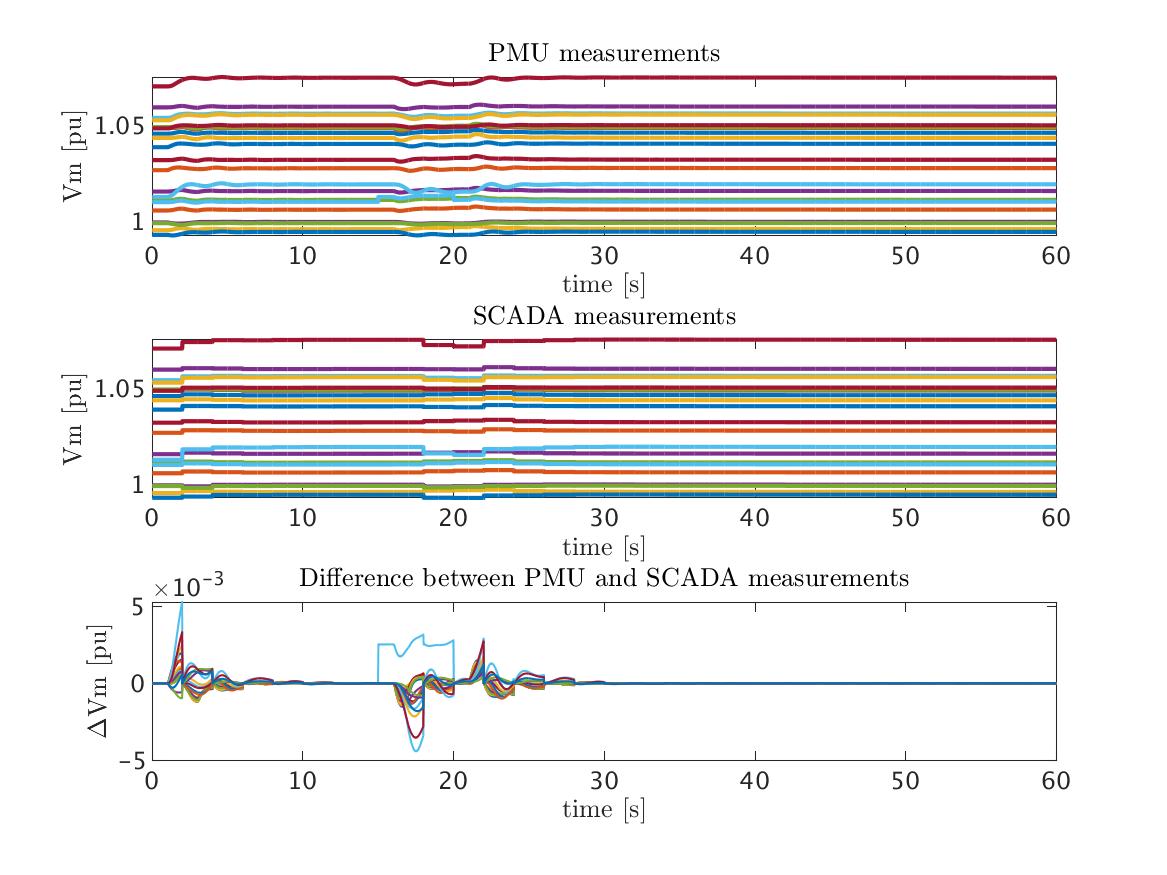 PMU measurements
Vm [pu]
1.05
1
0 10 20 30 40 50 60
time [s]
SCADA measurements
Vm [pu]
1.05
1
0 10 20 30 40 50 60
time [s]
Difference between PMU and SCADA measurements
×10⁻³
ΔVm [pu]
5
0
-5
0 10 20 30 40 50 60
time [s]